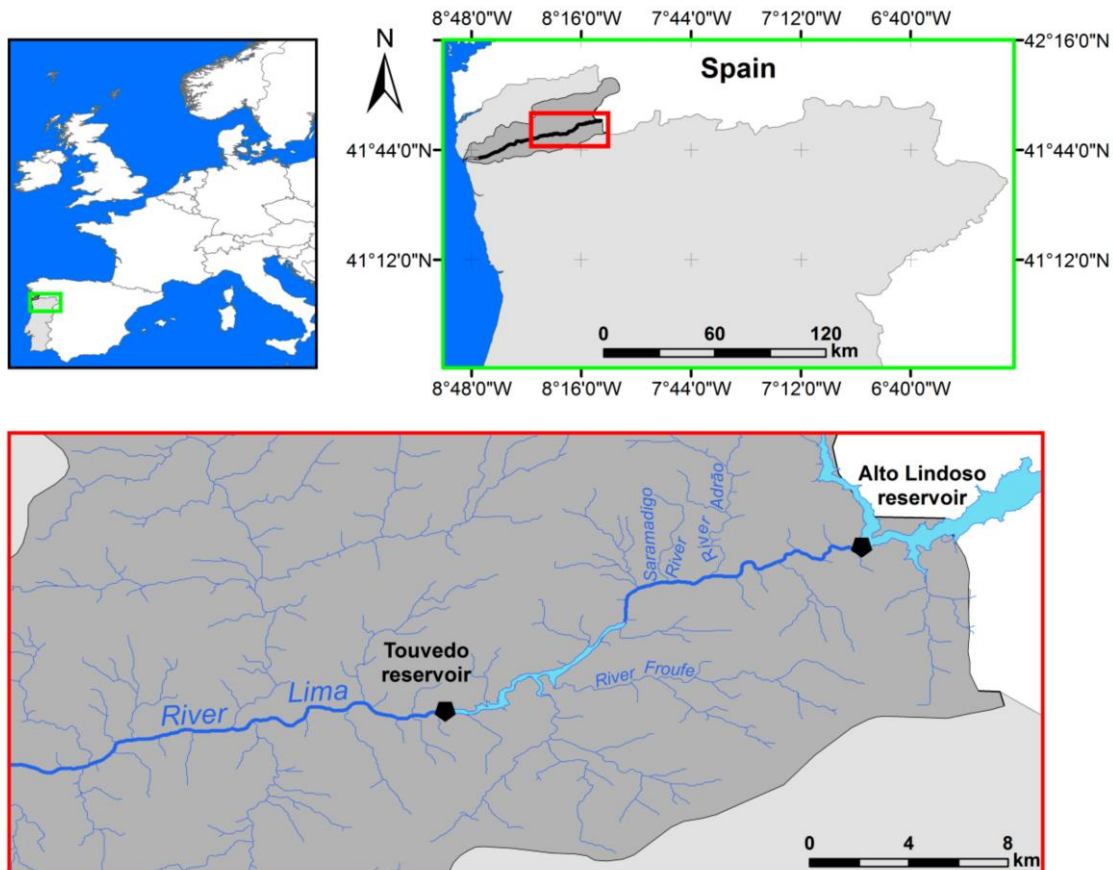 8°48'0"W 8°16'0"W 7°44'0"W 7°12'0"W 6°40'0"W
N
42°16'0"N
Spain
41°44'0"N
41°44'0"N
41°12'0"N
41°12'0"N
0 60 120
km
8°48'0"W 8°16'0"W 7°44'0"W 7°12'0"W 6°40'0"W
Alto Lindoso
reservoir
Saramadigo
River
River Adrão
Touvedo
reservoir
River Froufe
River Lima
0 4 8
km